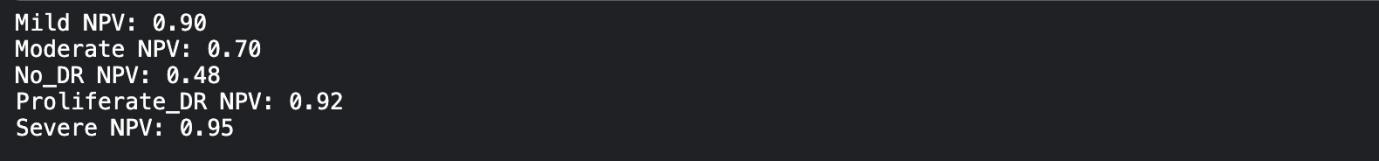 Mild NPV: 0.90
Moderate NPV: 0.70
No_DR NPV: 0.48
Proliferate_DR NPV: 0.92
Severe NPV: 0.95